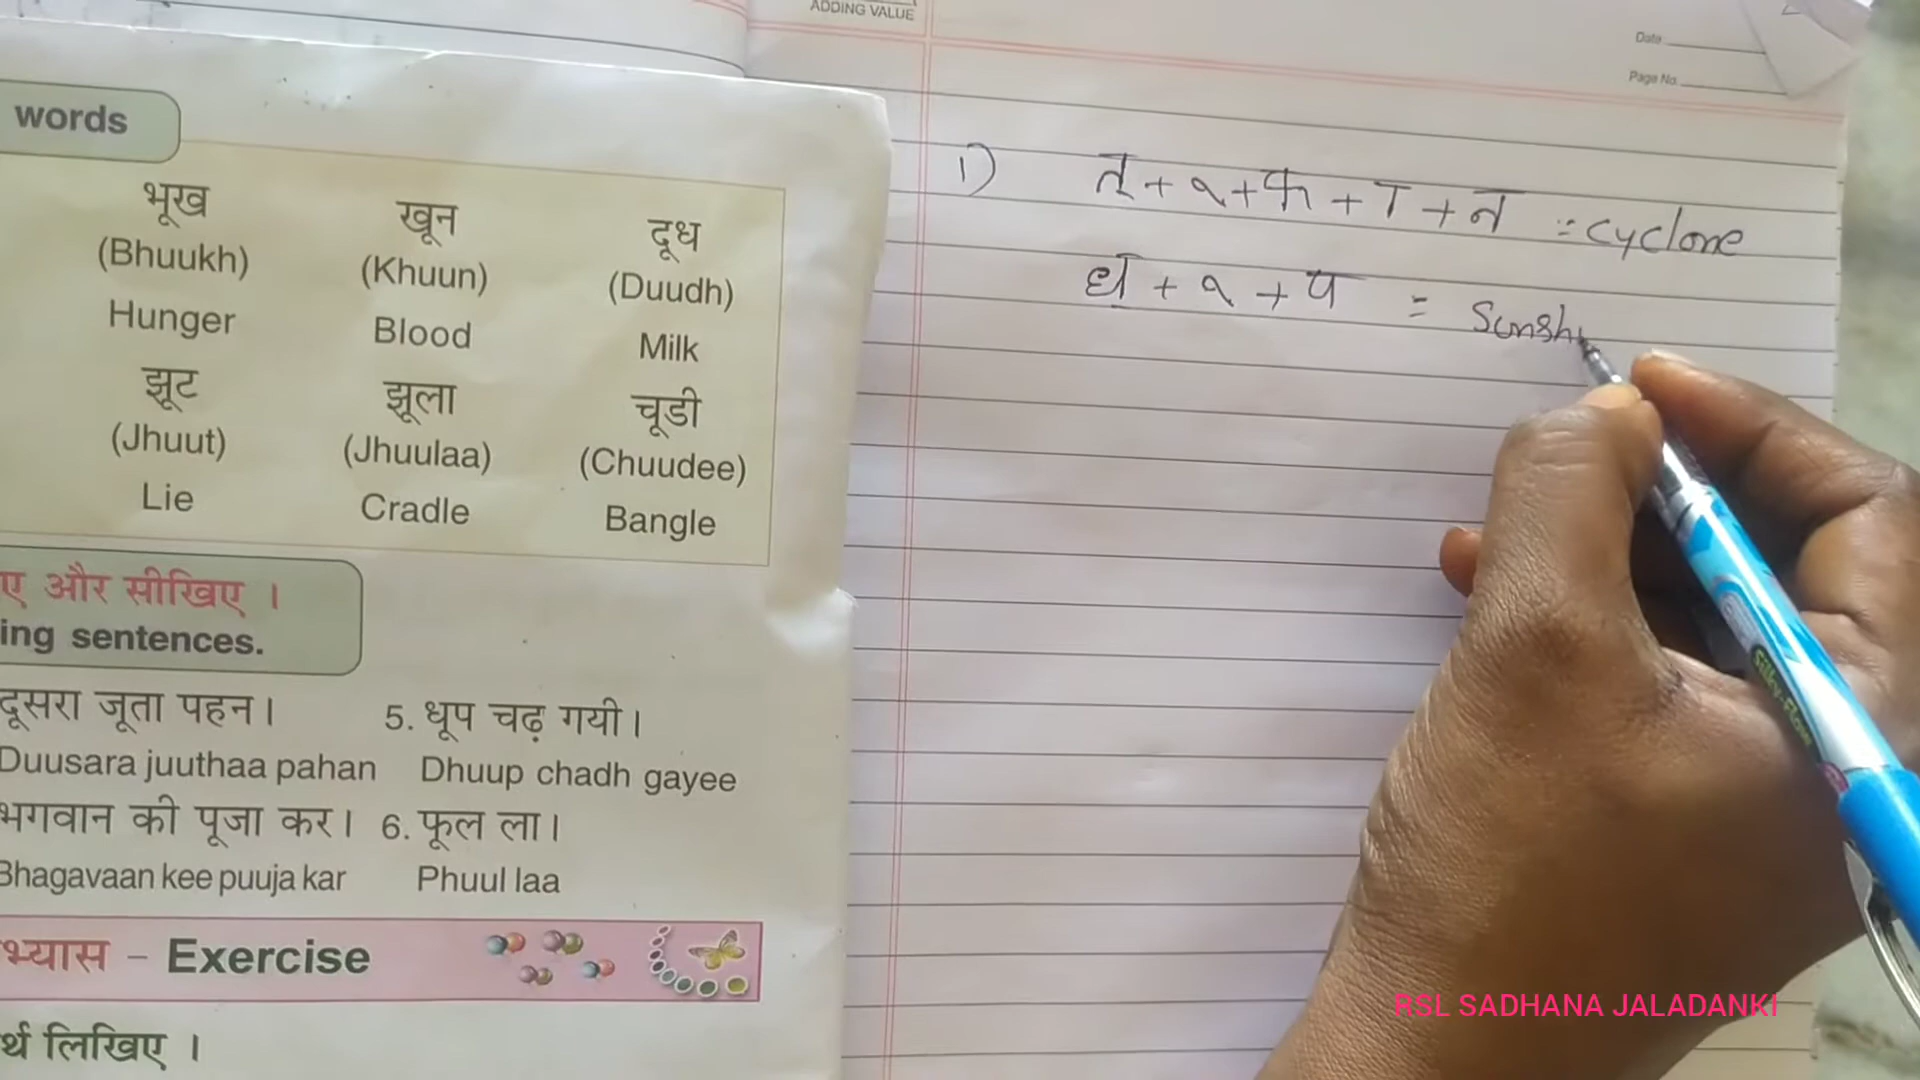 words
भूख खून दूध
(Bhuukh) (Khuun) (Duudh)
Hunger Blood Milk
झूट झूला चूडी
(Jhuut) (Jhuulaa) (Chuudee)
Lie Cradle Bangle
ए और सीखिए ।
ing sentences.
दूसरा जूता पहन। 5. धूप चढ़ गयी।
Duusara juuthaa pahan Dhuup chadh gayee
भगवान की पूजा कर। 6. फूल ला।
Bhagavaan kee puuja kar Phuul laa
भ्यास – Exercise
र्थ लिखिए ।
ADDING VALUE
Date
Page No.
1) त + ू + फ + ा + न = cyclone
ध + ू + प = Sunshi
RSL SADHANA JALADANKI